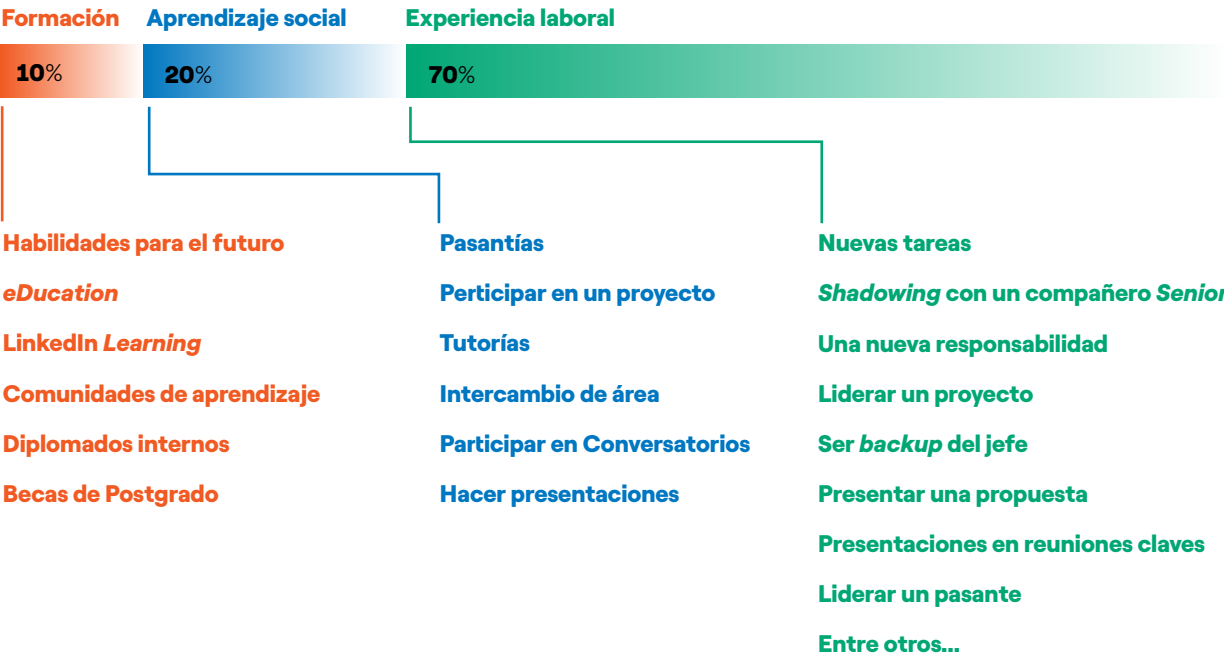 Formación
Aprendizaje social
Experiencia laboral
10%
20%
70%
Habilidades para el futuro
eDucation
LinkedIn Learning
Comunidades de aprendizaje
Diplomados internos
Becas de Postgrado
Pasantías
Perticipar en un proyecto
Tutorías
Intercambio de área
Participar en Conversatorios
Hacer presentaciones
Nuevas tareas
Shadowing con un compañero Senior
Una nueva responsabilidad
Liderar un proyecto
Ser backup del jefe
Presentar una propuesta
Presentaciones en reuniones claves
Liderar un pasante
Entre otros...